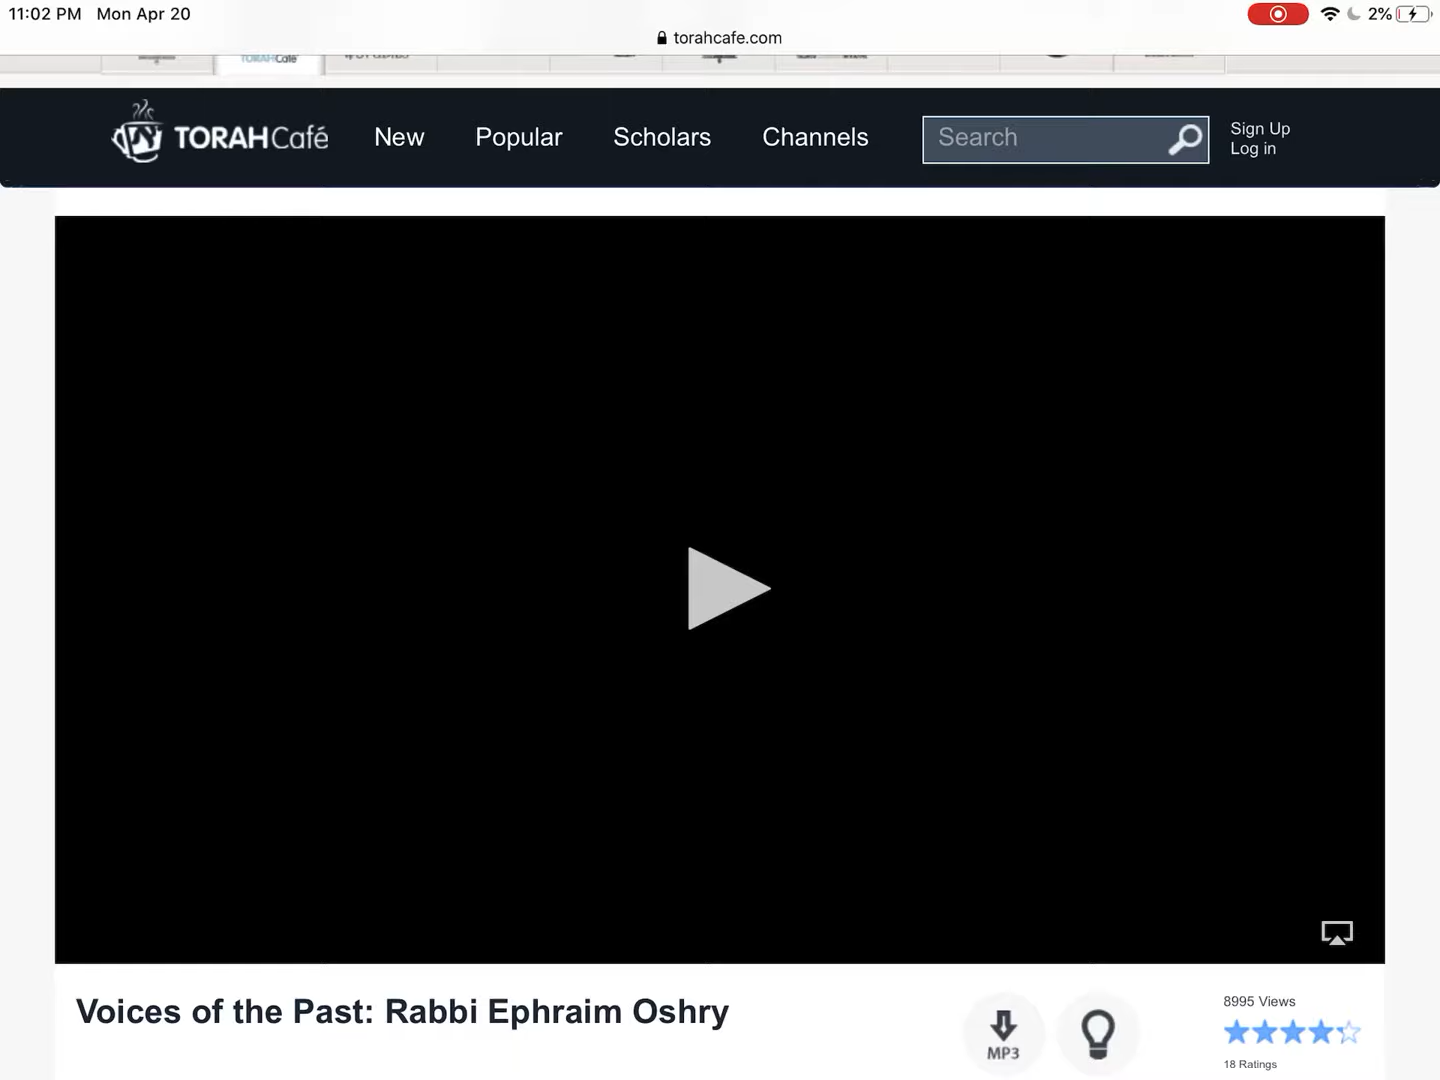 11:02 PM Mon Apr 20
2%
torahcafe.com
TORAHCafé
TORAHCafé New Popular Scholars Channels Search
Sign Up
Log in
Voices of the Past: Rabbi Ephraim Oshry
MP3
8995 Views
18 Ratings